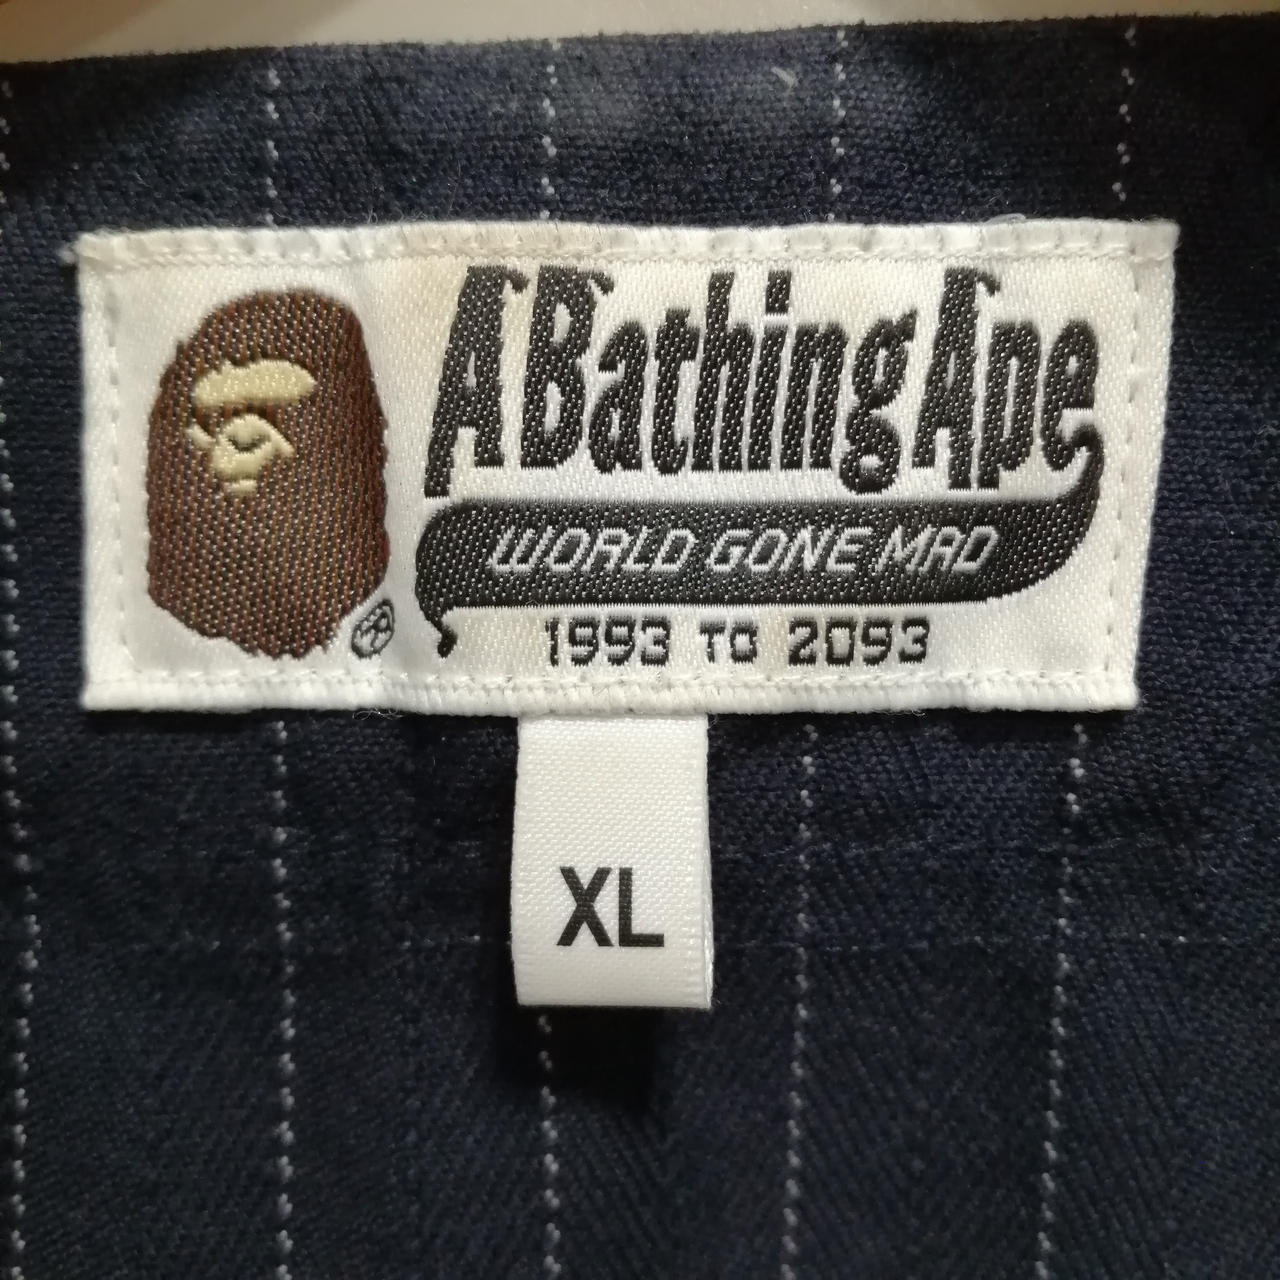 A Bathing Ape
WORLD GONE MAD
®
1993 TO 2093
XL